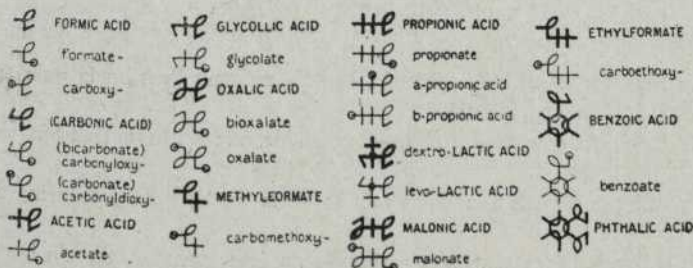 FORMIC ACID
formate-
carboxy-
(CARBONIC ACID)
(bicarbonate)
carbonyloxy-
(carbonate)
carbonyldioxy-
ACETIC ACID
acetate
GLYCOLLIC ACID
glycolate
OXALIC ACID
bioxalate
oxalate
METHYLEORMATE
carbomethoxy-
PROPIONIC ACID
propionate
a-propionic acid
b-propionic acid
dextro-LACTIC ACID
levo-LACTIC ACID
MALONIC ACID
malonate
ETHYLFORMATE
carboethoxy-
BENZOIC ACID
benzoate
PHTHALIC ACID